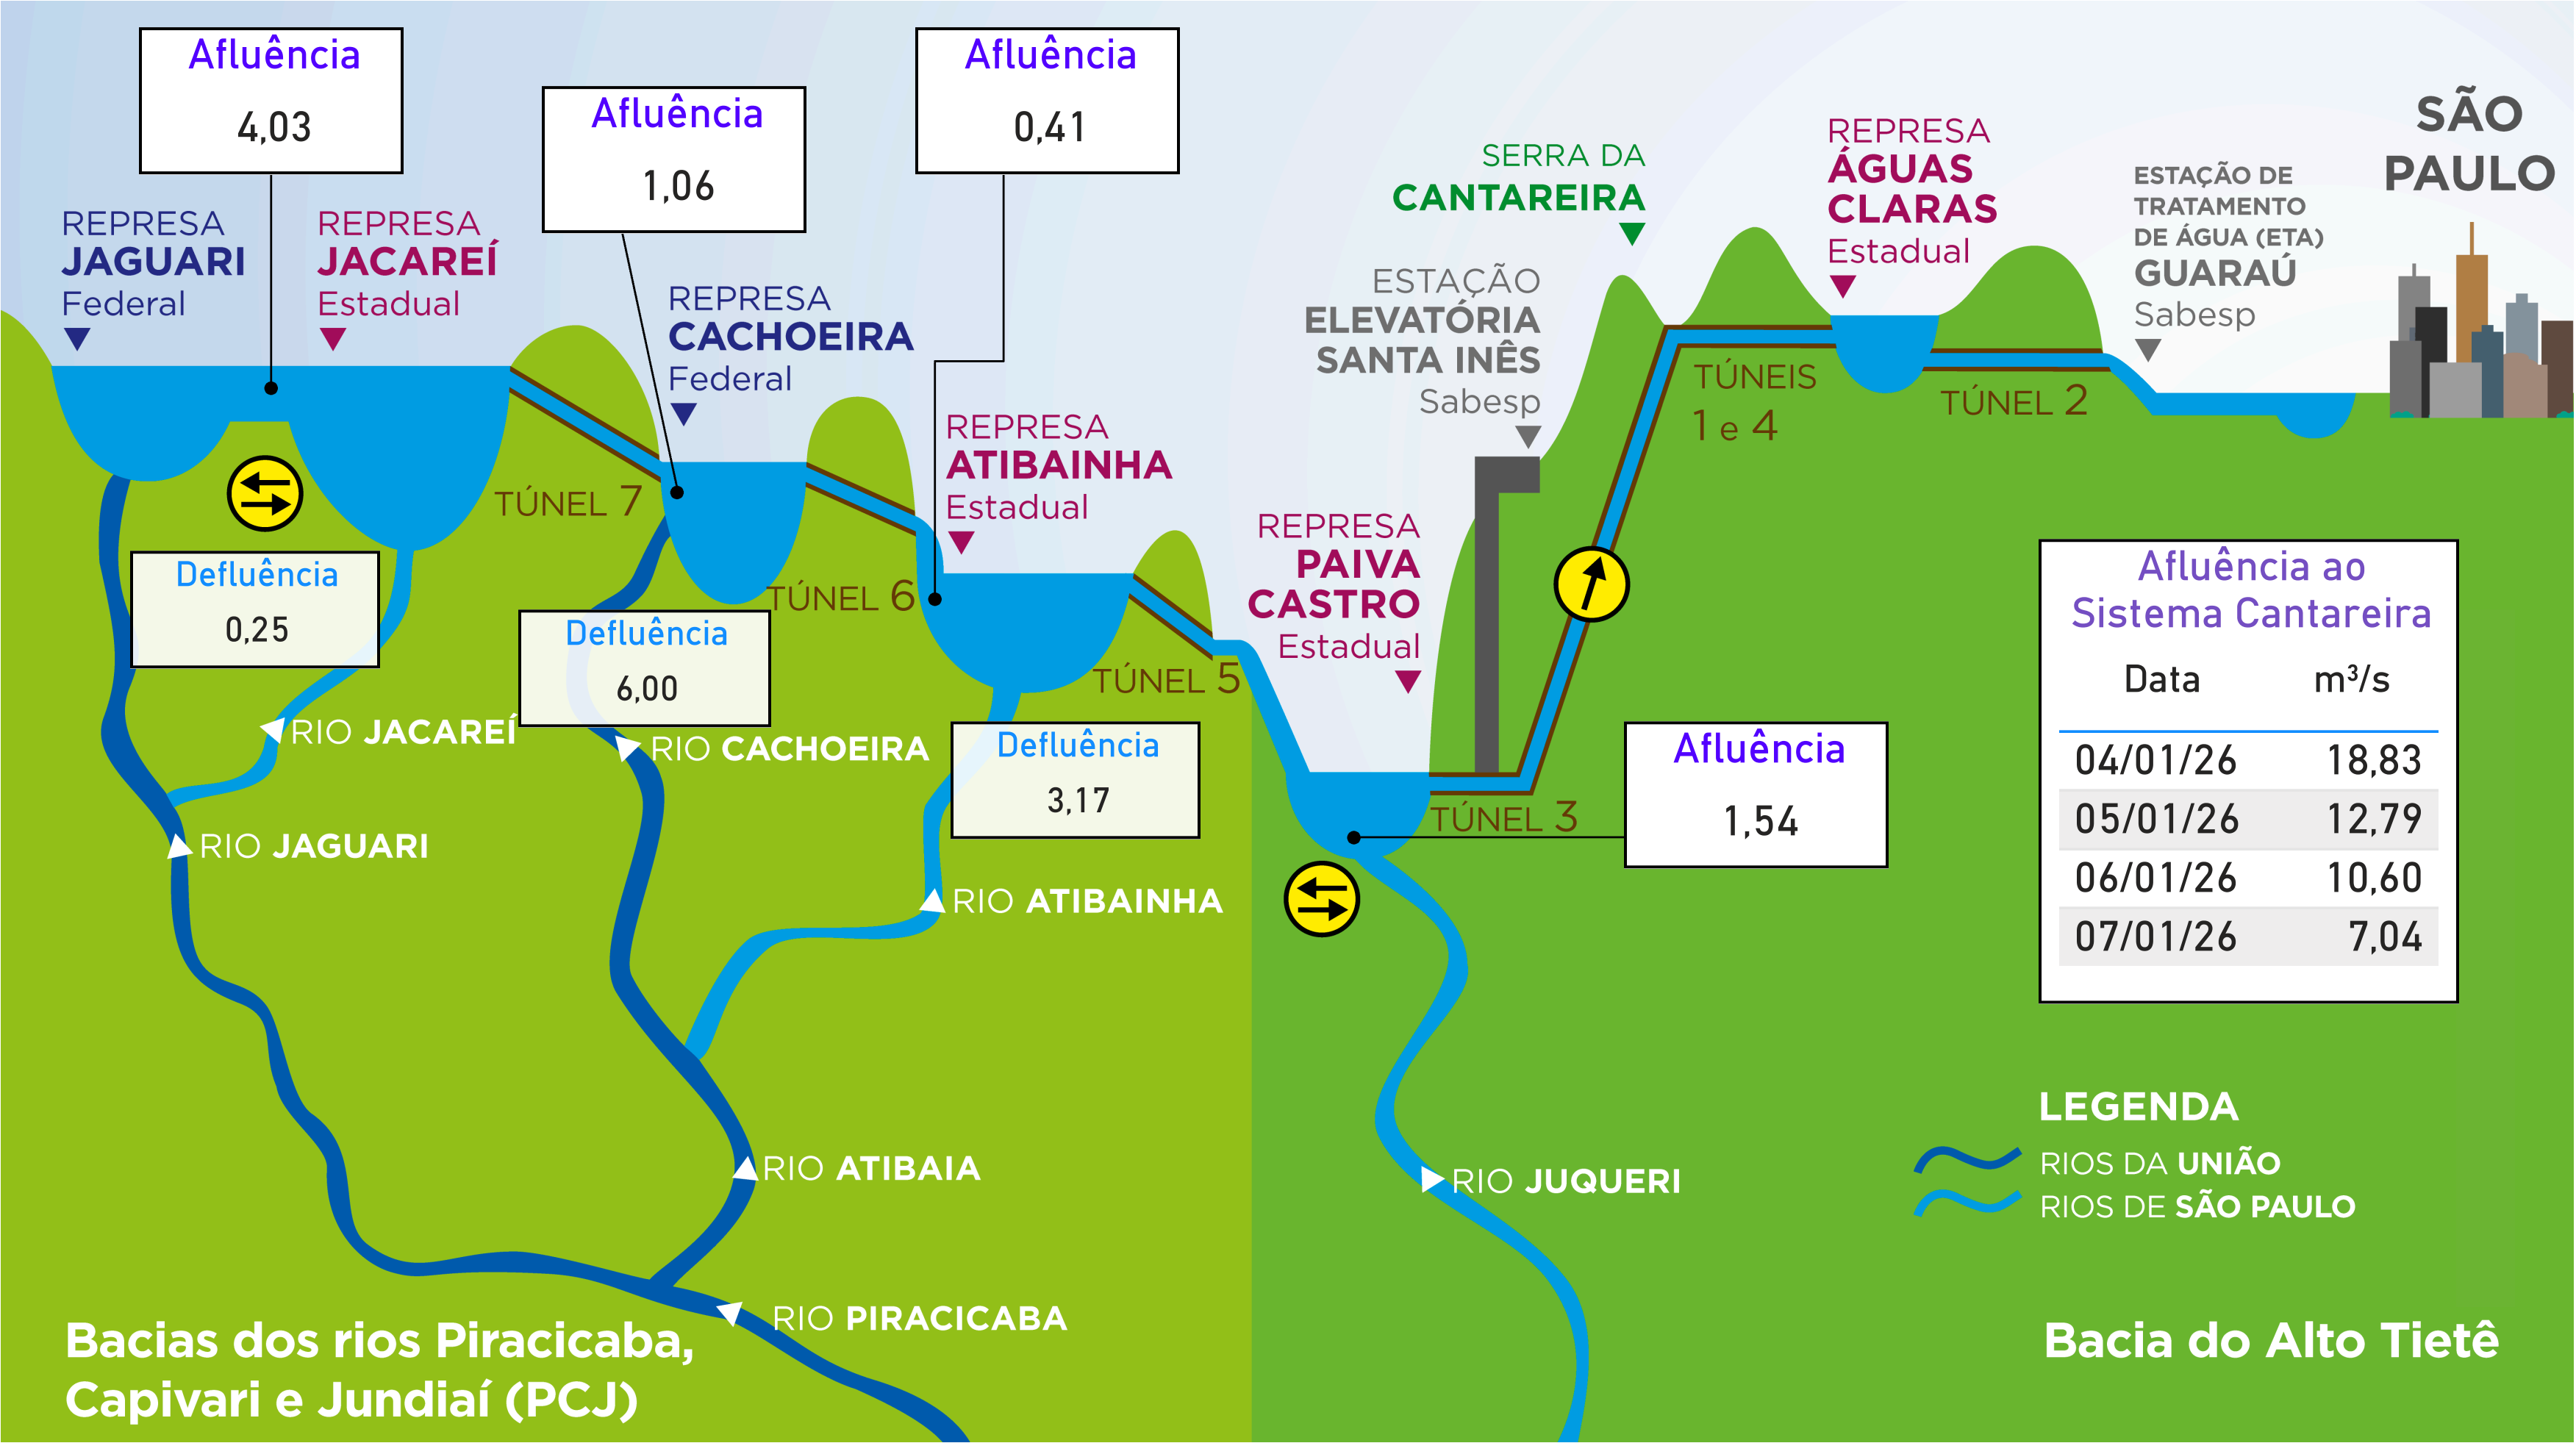 Afluência
4,03
Afluência
1,06
Afluência
0,41
REPRESA
JAGUARI
Federal
REPRESA
JACAREÍ
Estadual
REPRESA
CACHOEIRA
Federal
REPRESA
ATIBAINHA
Estadual
SERRA DA
CANTAREIRA
ESTAÇÃO
ELEVATÓRIA
SANTA INÊS
Sabesp
REPRESA
ÁGUAS
CLARAS
Estadual
ESTAÇÃO DE
TRATAMENTO
DE ÁGUA (ETA)
GUARAÚ
Sabesp
SÃO
PAULO
TÚNEL 7
TÚNEL 6
TÚNEL 5
REPRESA
PAIVA
CASTRO
Estadual
TÚNEIS
1 e 4
TÚNEL 2
TÚNEL 3
Defluência
0,25
Defluência
6,00
Defluência
3,17
Afluência
1,54
Afluência ao
Sistema Cantareira
Data m³/s
04/01/26 18,83
05/01/26 12,79
06/01/26 10,60
07/01/26 7,04
RIO JACAREÍ
RIO CACHOEIRA
RIO JAGUARI
RIO ATIBAINHA
RIO ATIBAIA
RIO JUQUERI
RIO PIRACICABA
LEGENDA
RIOS DA UNIÃO
RIOS DE SÃO PAULO
Bacias dos rios Piracicaba,
Capivari e Jundiaí (PCJ)
Bacia do Alto Tietê